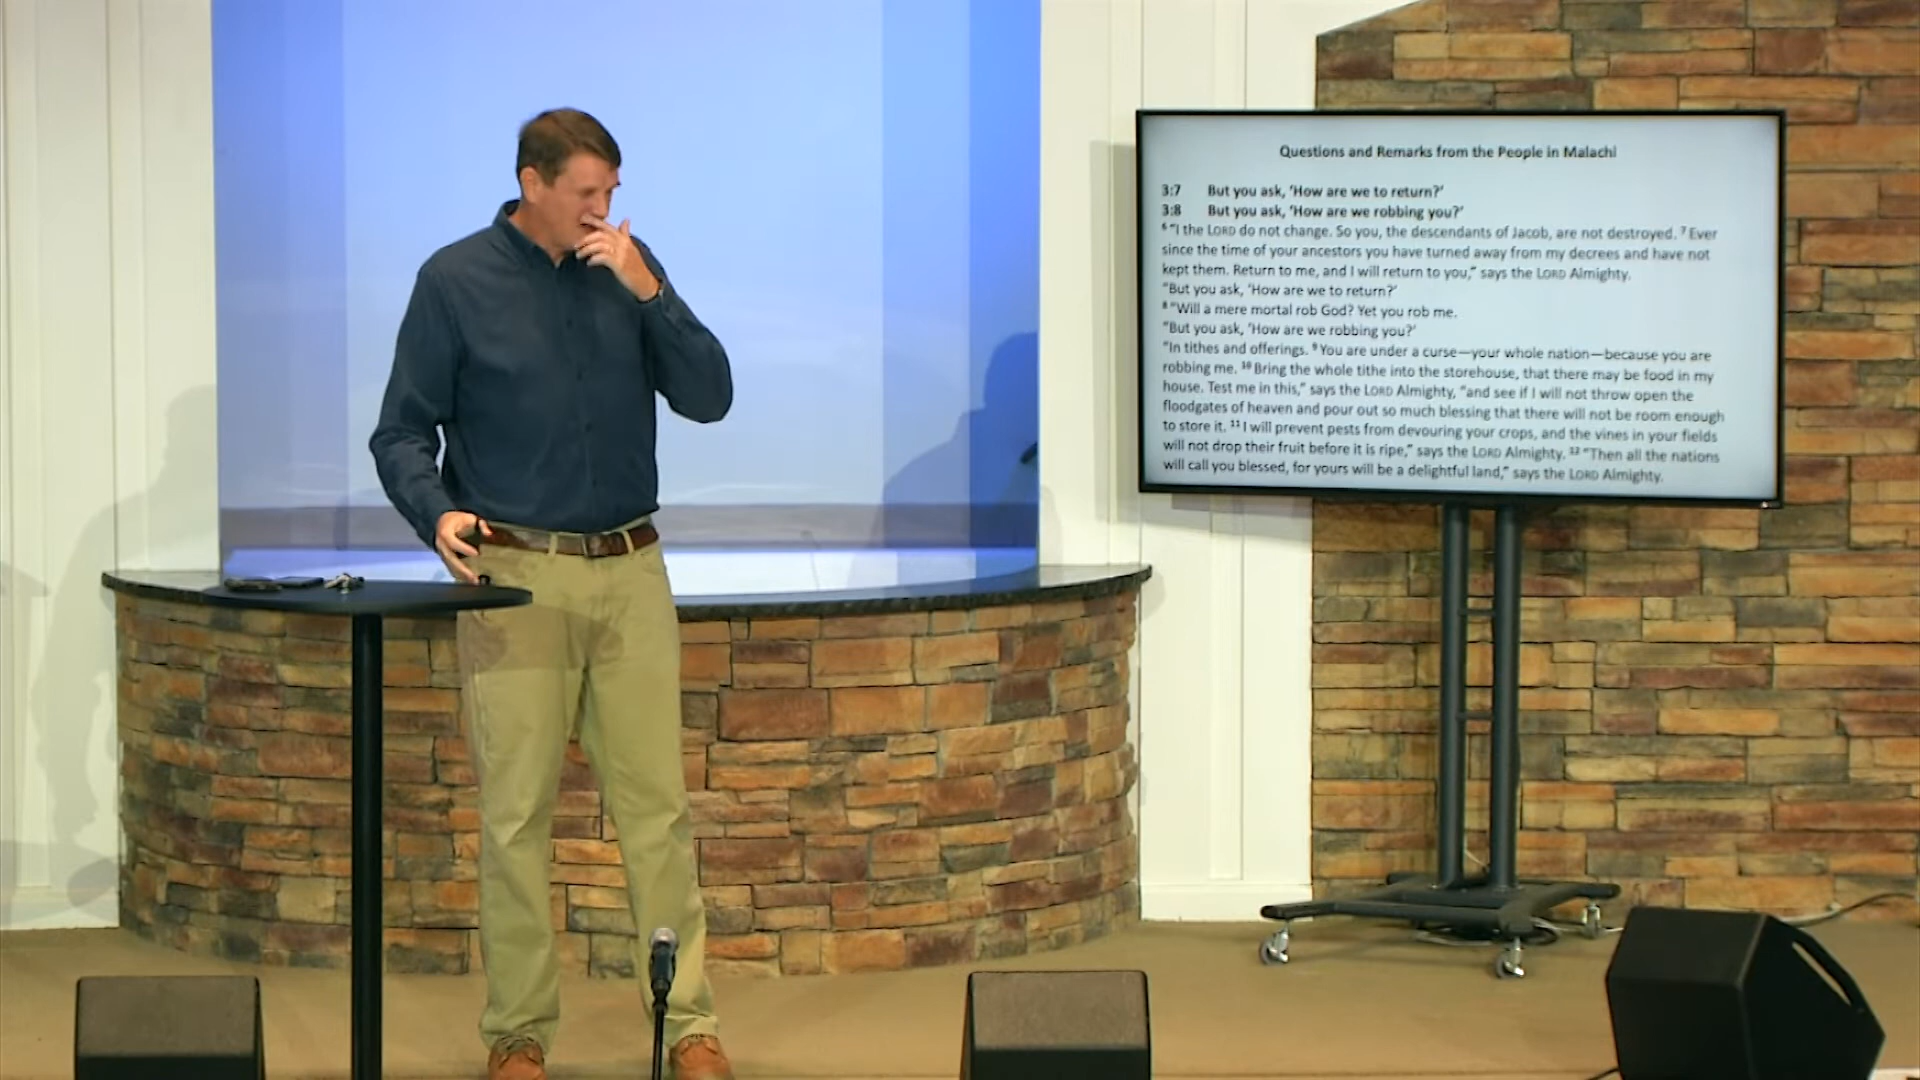 Questions and Remarks from the People in Malachi
3:7 But you ask, ‘How are we to return?’
3:8 But you ask, ‘How are we robbing you?’
⁶ “I the LORD do not change. So you, the descendants of Jacob, are not destroyed. ⁷ Ever
since the time of your ancestors you have turned away from my decrees and have not
kept them. Return to me, and I will return to you,” says the LORD Almighty.
“But you ask, ‘How are we to return?’
⁸ “Will a mere mortal rob God? Yet you rob me.
“But you ask, ‘How are we robbing you?’
“In tithes and offerings. ⁹ You are under a curse—your whole nation—because you are
robbing me. ¹⁰ Bring the whole tithe into the storehouse, that there may be food in my
house. Test me in this,” says the LORD Almighty, “and see if I will not throw open the
floodgates of heaven and pour out so much blessing that there will not be room enough
to store it. ¹¹ I will prevent pests from devouring your crops, and the vines in your fields
will not drop their fruit before it is ripe,” says the LORD Almighty. ¹² “Then all the nations
will call you blessed, for yours will be a delightful land,” says the LORD Almighty.